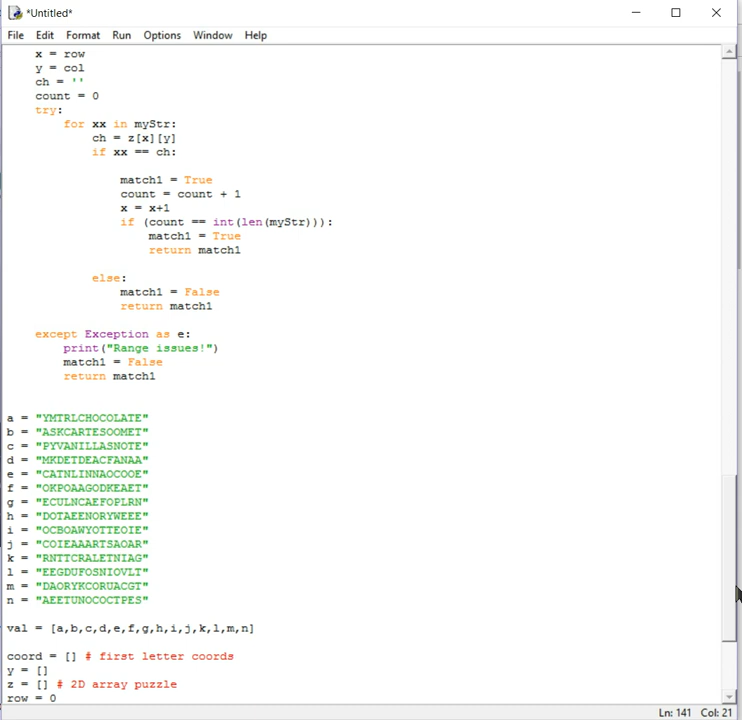 *Untitled*
File Edit Format Run Options Window Help
x = row
y = col
ch = ''
count = 0
try:
for xx in myStr:
ch = z[x][y]
if xx == ch:
match1 = True
count = count + 1
x = x+1
if (count == int(len(myStr))):
match1 = True
return match1
else:
match1 = False
return match1
except Exception as e:
print("Range issues!")
match1 = False
return match1
a = "YMTRLCHOCOLATE"
b = "ASKCARTESOOMET"
c = "PYVANILLASNOTE"
d = "MKDETDEACFANAA"
e = "CATNLINNAOCOOE"
f = "OKPOAAGODKEAET"
g = "ECULNCAEFOPLRN"
h = "DOTAEENORYWEEE"
i = "OCBOAWYOTTEOIE"
j = "COIEAAARTSAOAR"
k = "RNTTCRALETNIAG"
l = "EEGDUFOSNIOVLT"
m = "DAORYKCORUACGT"
n = "AEETUNOCOCTPES"
val = [a,b,c,d,e,f,g,h,i,j,k,l,m,n]
coord = [] # first letter coords
y = []
z = [] # 2D array puzzle
row = 0
Ln: 141 Col: 21